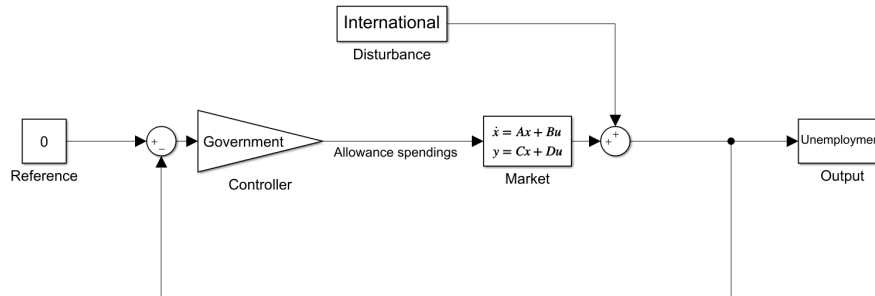 International
Disturbance
0
Reference
+
−
Government
Controller
Allowance spendings
ẋ = Ax + Bu
y = Cx + Du
Market
+
+
Unemploymen
Output